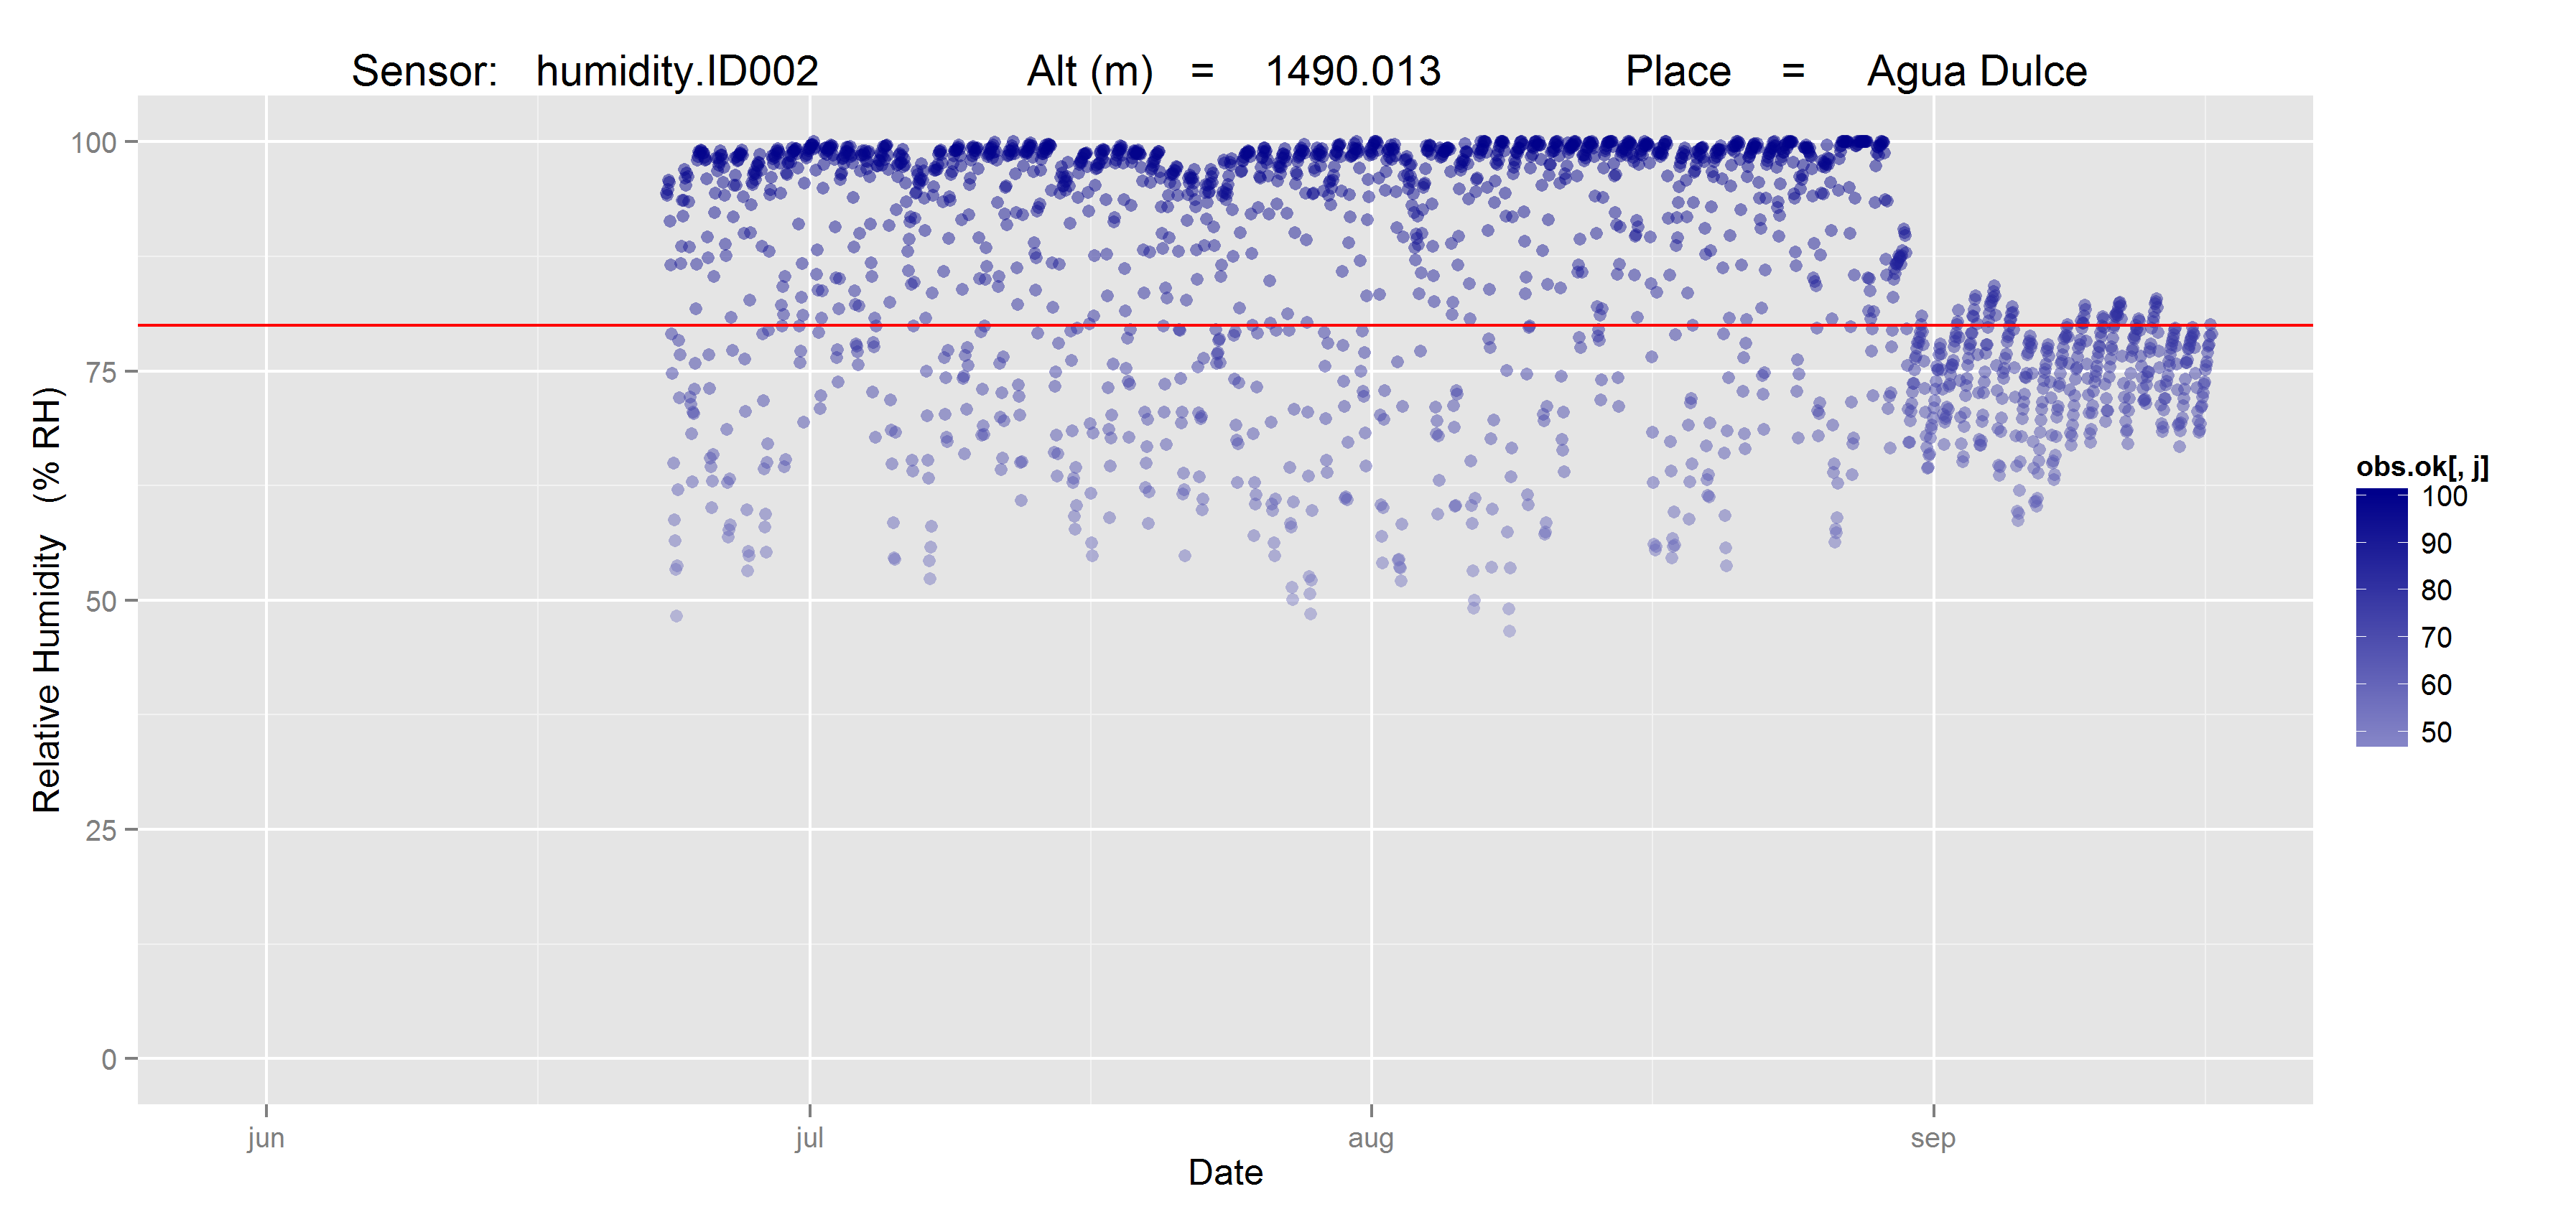 Sensor: humidity.ID002 Alt (m) = 1490.013 Place = Agua Dulce
100
75
50
25
0
Relative Humidity (% RH)
jun jul aug sep
Date
obs.ok[, j]
100
90
80
70
60
50